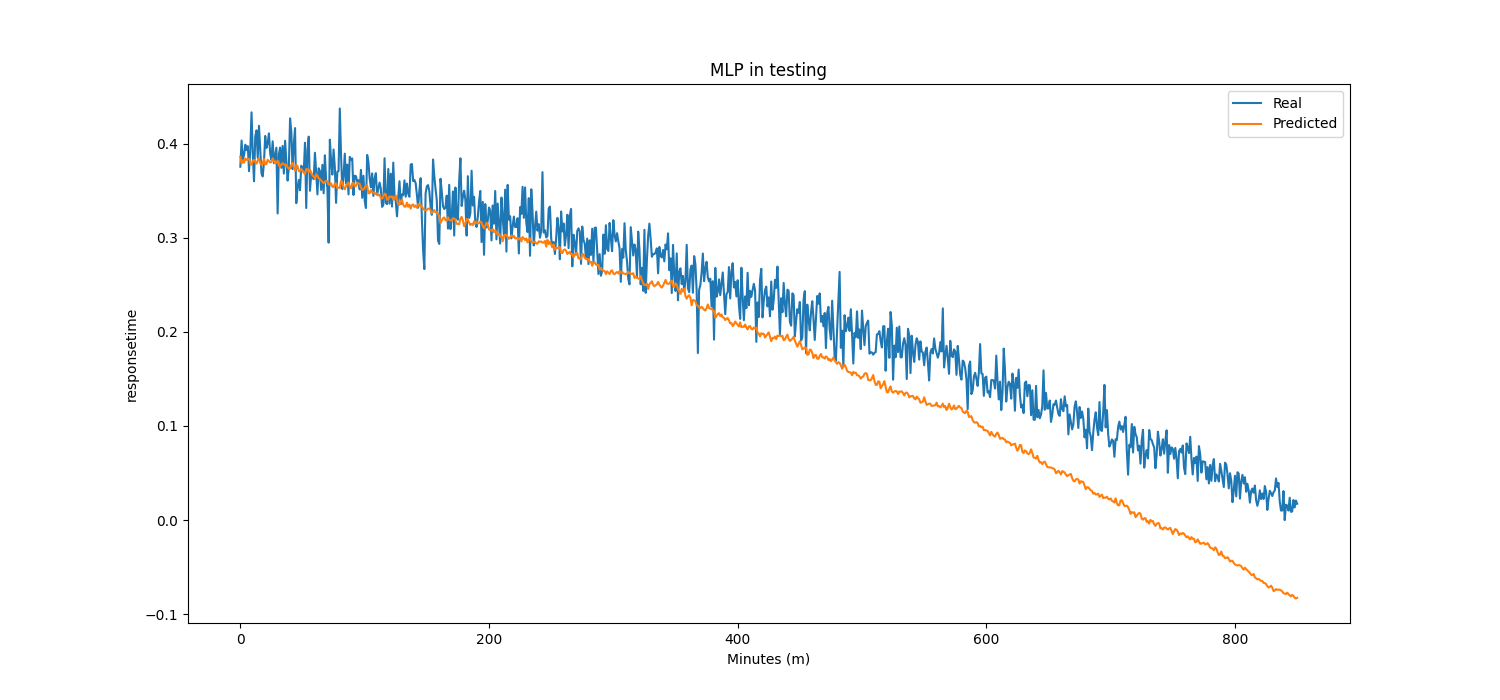 MLP in testing
Real
Predicted
responsetime
0.4
0.3
0.2
0.1
0.0
−0.1
0 200 400 600 800
Minutes (m)